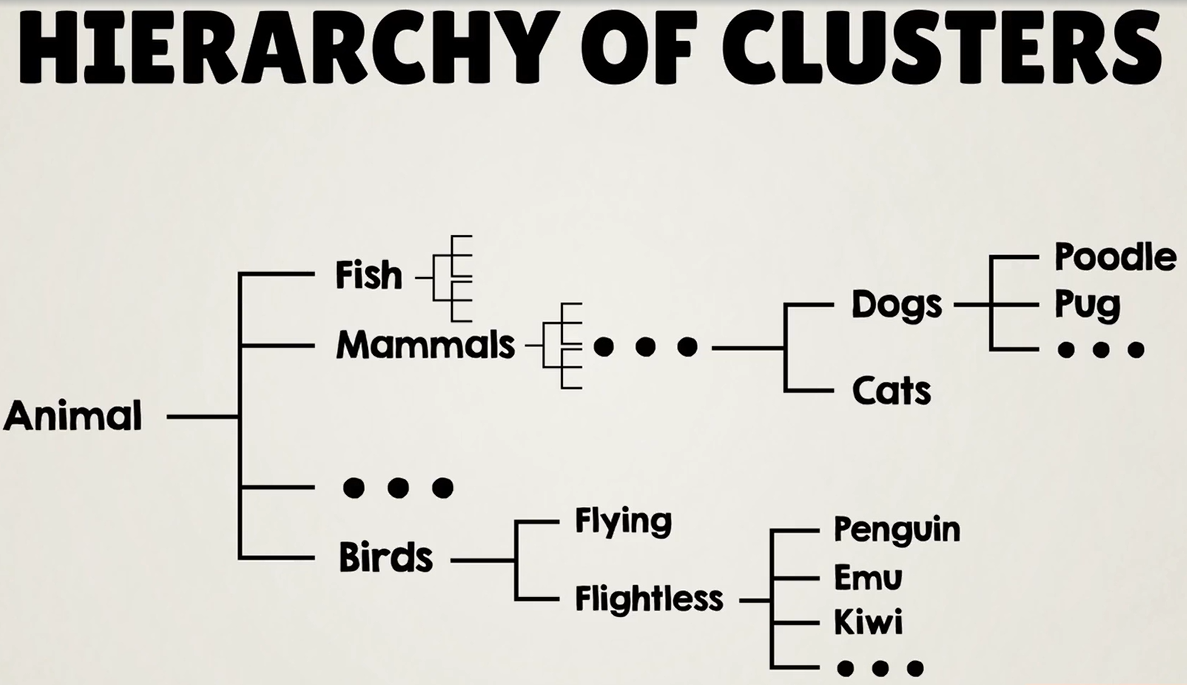 HIERARCHY OF CLUSTERS
Animal
Fish
Mammals
• • •
Dogs
Poodle
Pug
• • •
Cats
• • •
Birds
Flying
Flightless
Penguin
Emu
Kiwi
• • •